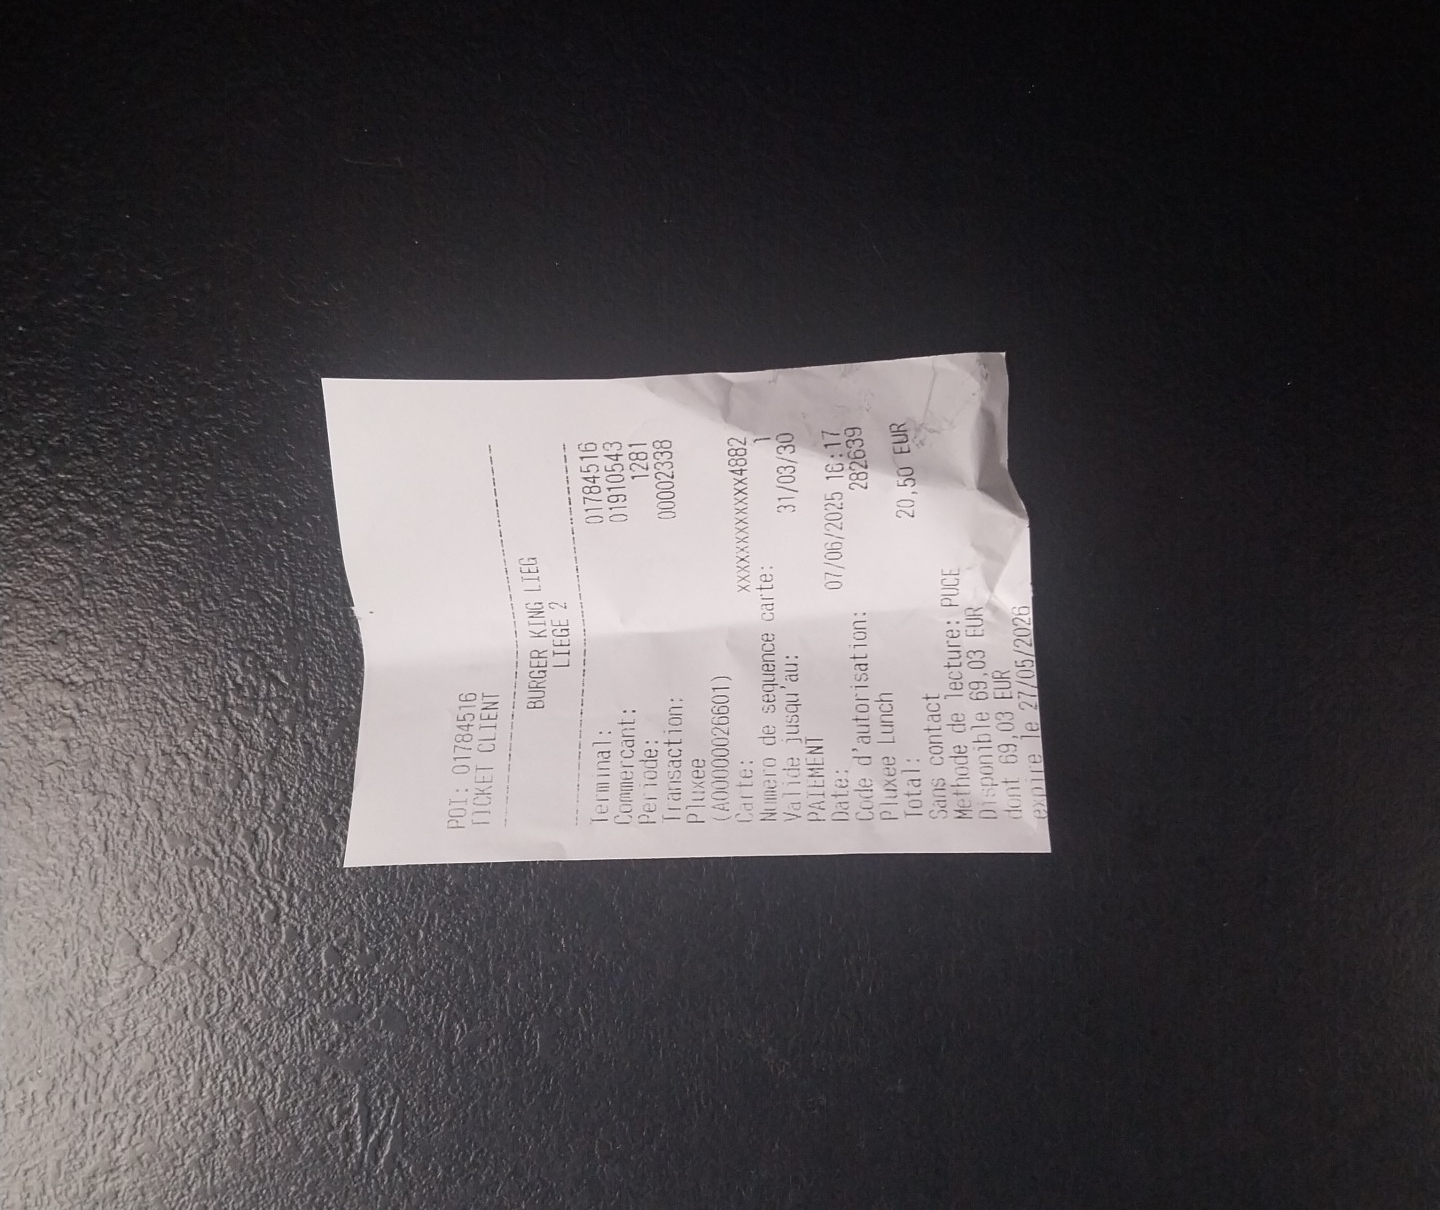 POI: 01784516
TICKET CLIENT
BURGER KING LIEG
LIEGE 2
Terminal: 01784516
Commercant: 01910543
Periode: 1281
Transaction: 00002338
Pluxee
(A0000026601)
Carte: xxxxxxxxxxxxx4882
Numero de sequence carte: 1
Valide jusqu'au: 31/03/30
PAIEMENT
Date: 07/06/2025 16:17
Code d'autorisation: 282639
Pluxee Lunch
Total: 20,50 EUR
Sans contact
Methode de lecture: PUCE
Disponible 69,03 EUR
dont 69,03 EUR
expire le 27/05/2026